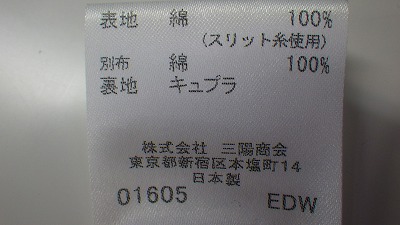 表地 綿 100%
(スリット糸使用)
別布 綿 100%
裏地 キュプラ
株式会社 三陽商会
東京都新宿区本塩町14
日本製
01605 EDW